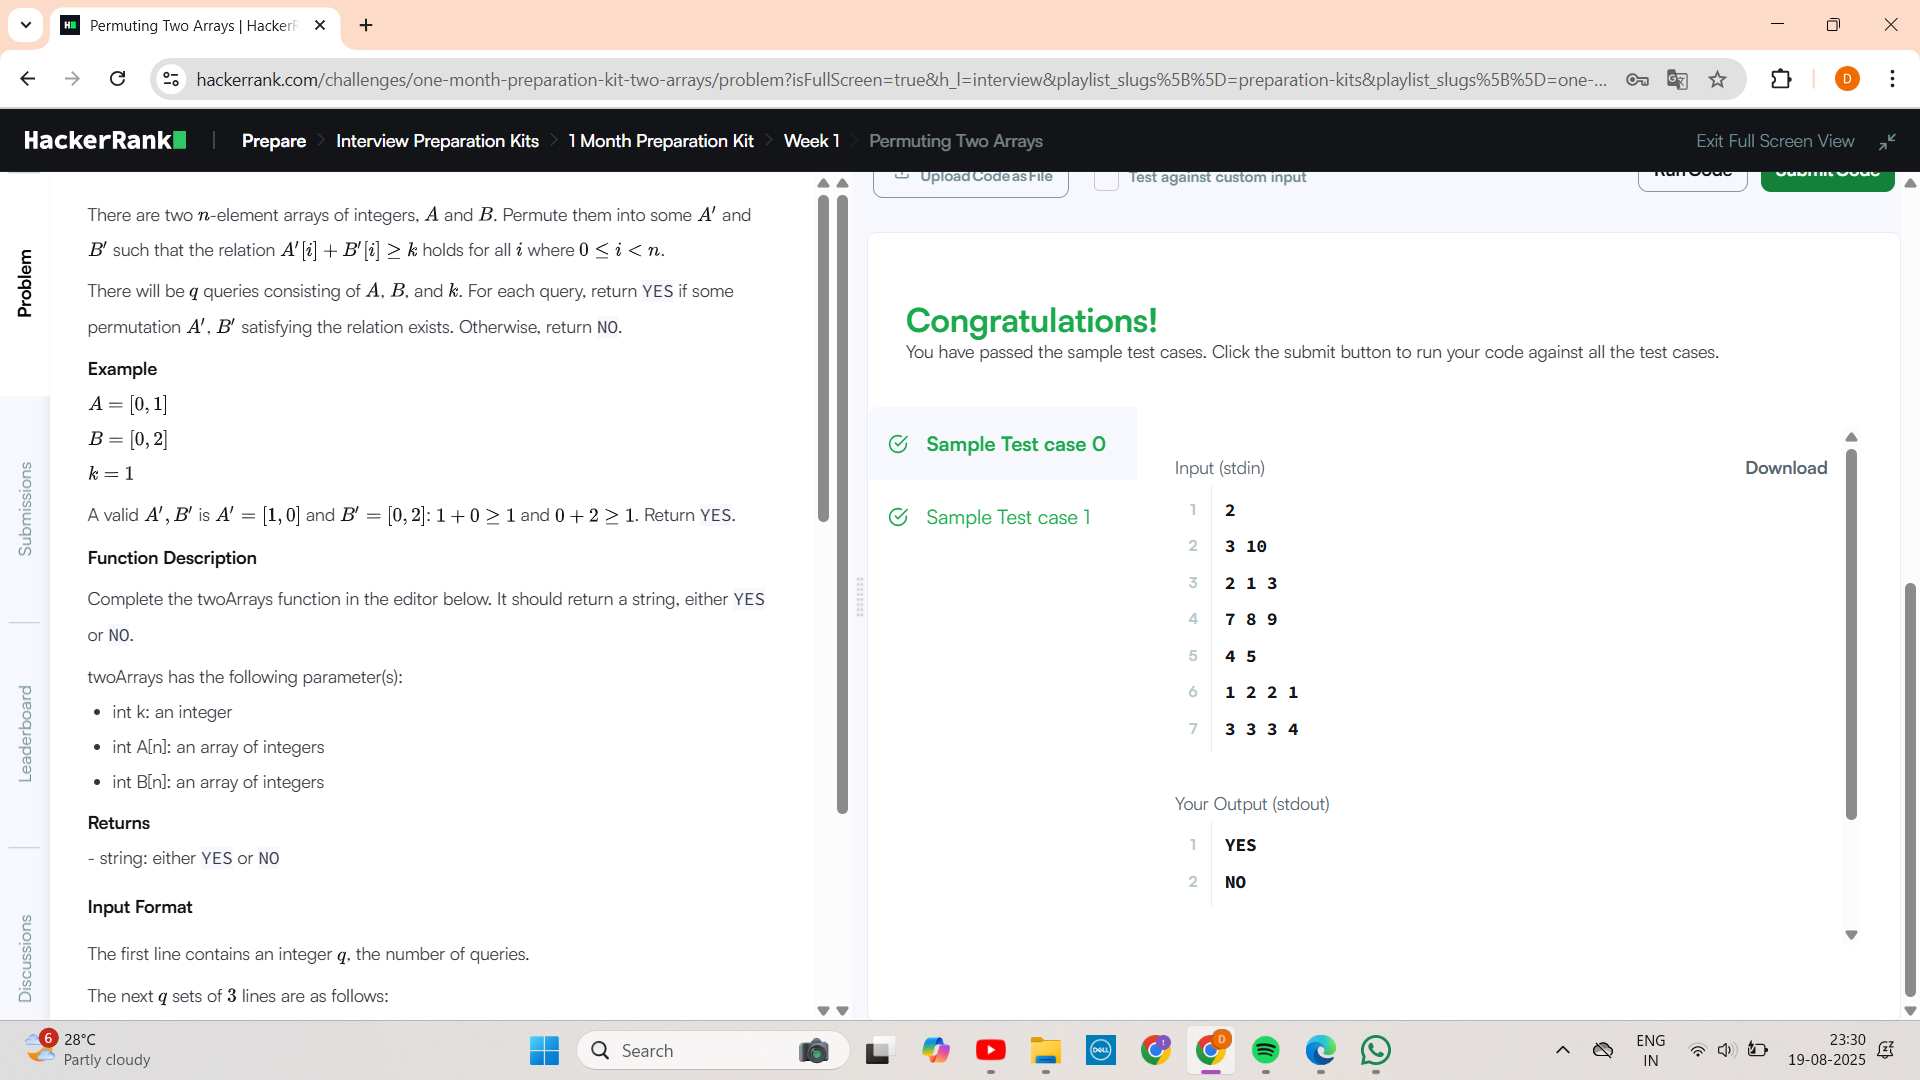 Permuting Two Arrays | HackerR
hackerrank.com/challenges/one-month-preparation-kit-two-arrays/problem?isFullScreen=true&h_l=interview&playlist_slugs%5B%5D=preparation-kits&playlist_slugs%5B%5D=one-...
D
HackerRank
Prepare
Interview Preparation Kits
1 Month Preparation Kit
Week 1
Permuting Two Arrays
Exit Full Screen View
Problem
Submissions
Leaderboard
Discussions
There are two n-element arrays of integers, A and B. Permute them into some A' and
B' such that the relation A'[i] + B'[i] ≥ k holds for all i where 0 ≤ i < n.
There will be q queries consisting of A, B, and k. For each query, return YES if some
permutation A', B' satisfying the relation exists. Otherwise, return NO.
Example
A = [0, 1]
B = [0, 2]
k = 1
A valid A', B' is A' = [1, 0] and B' = [0, 2]: 1 + 0 ≥ 1 and 0 + 2 ≥ 1. Return YES.
Function Description
Complete the twoArrays function in the editor below. It should return a string, either YES
or NO.
twoArrays has the following parameter(s):
• int k: an integer
• int A[n]: an array of integers
• int B[n]: an array of integers
Returns
- string: either YES or NO
Input Format
The first line contains an integer q, the number of queries.
The next q sets of 3 lines are as follows:
Upload Code as File
Test against custom input
Run Code
Submit Code
Congratulations!
You have passed the sample test cases. Click the submit button to run your code against all the test cases.
Sample Test case 0
Sample Test case 1
Input (stdin)
Download
1 2
2 3 10
3 2 1 3
4 7 8 9
5 4 5
6 1 2 2 1
7 3 3 3 4
Your Output (stdout)
1 YES
2 NO
6
28°C
Partly cloudy
Search
DELL
D
ENG
IN
23:30
19-08-2025